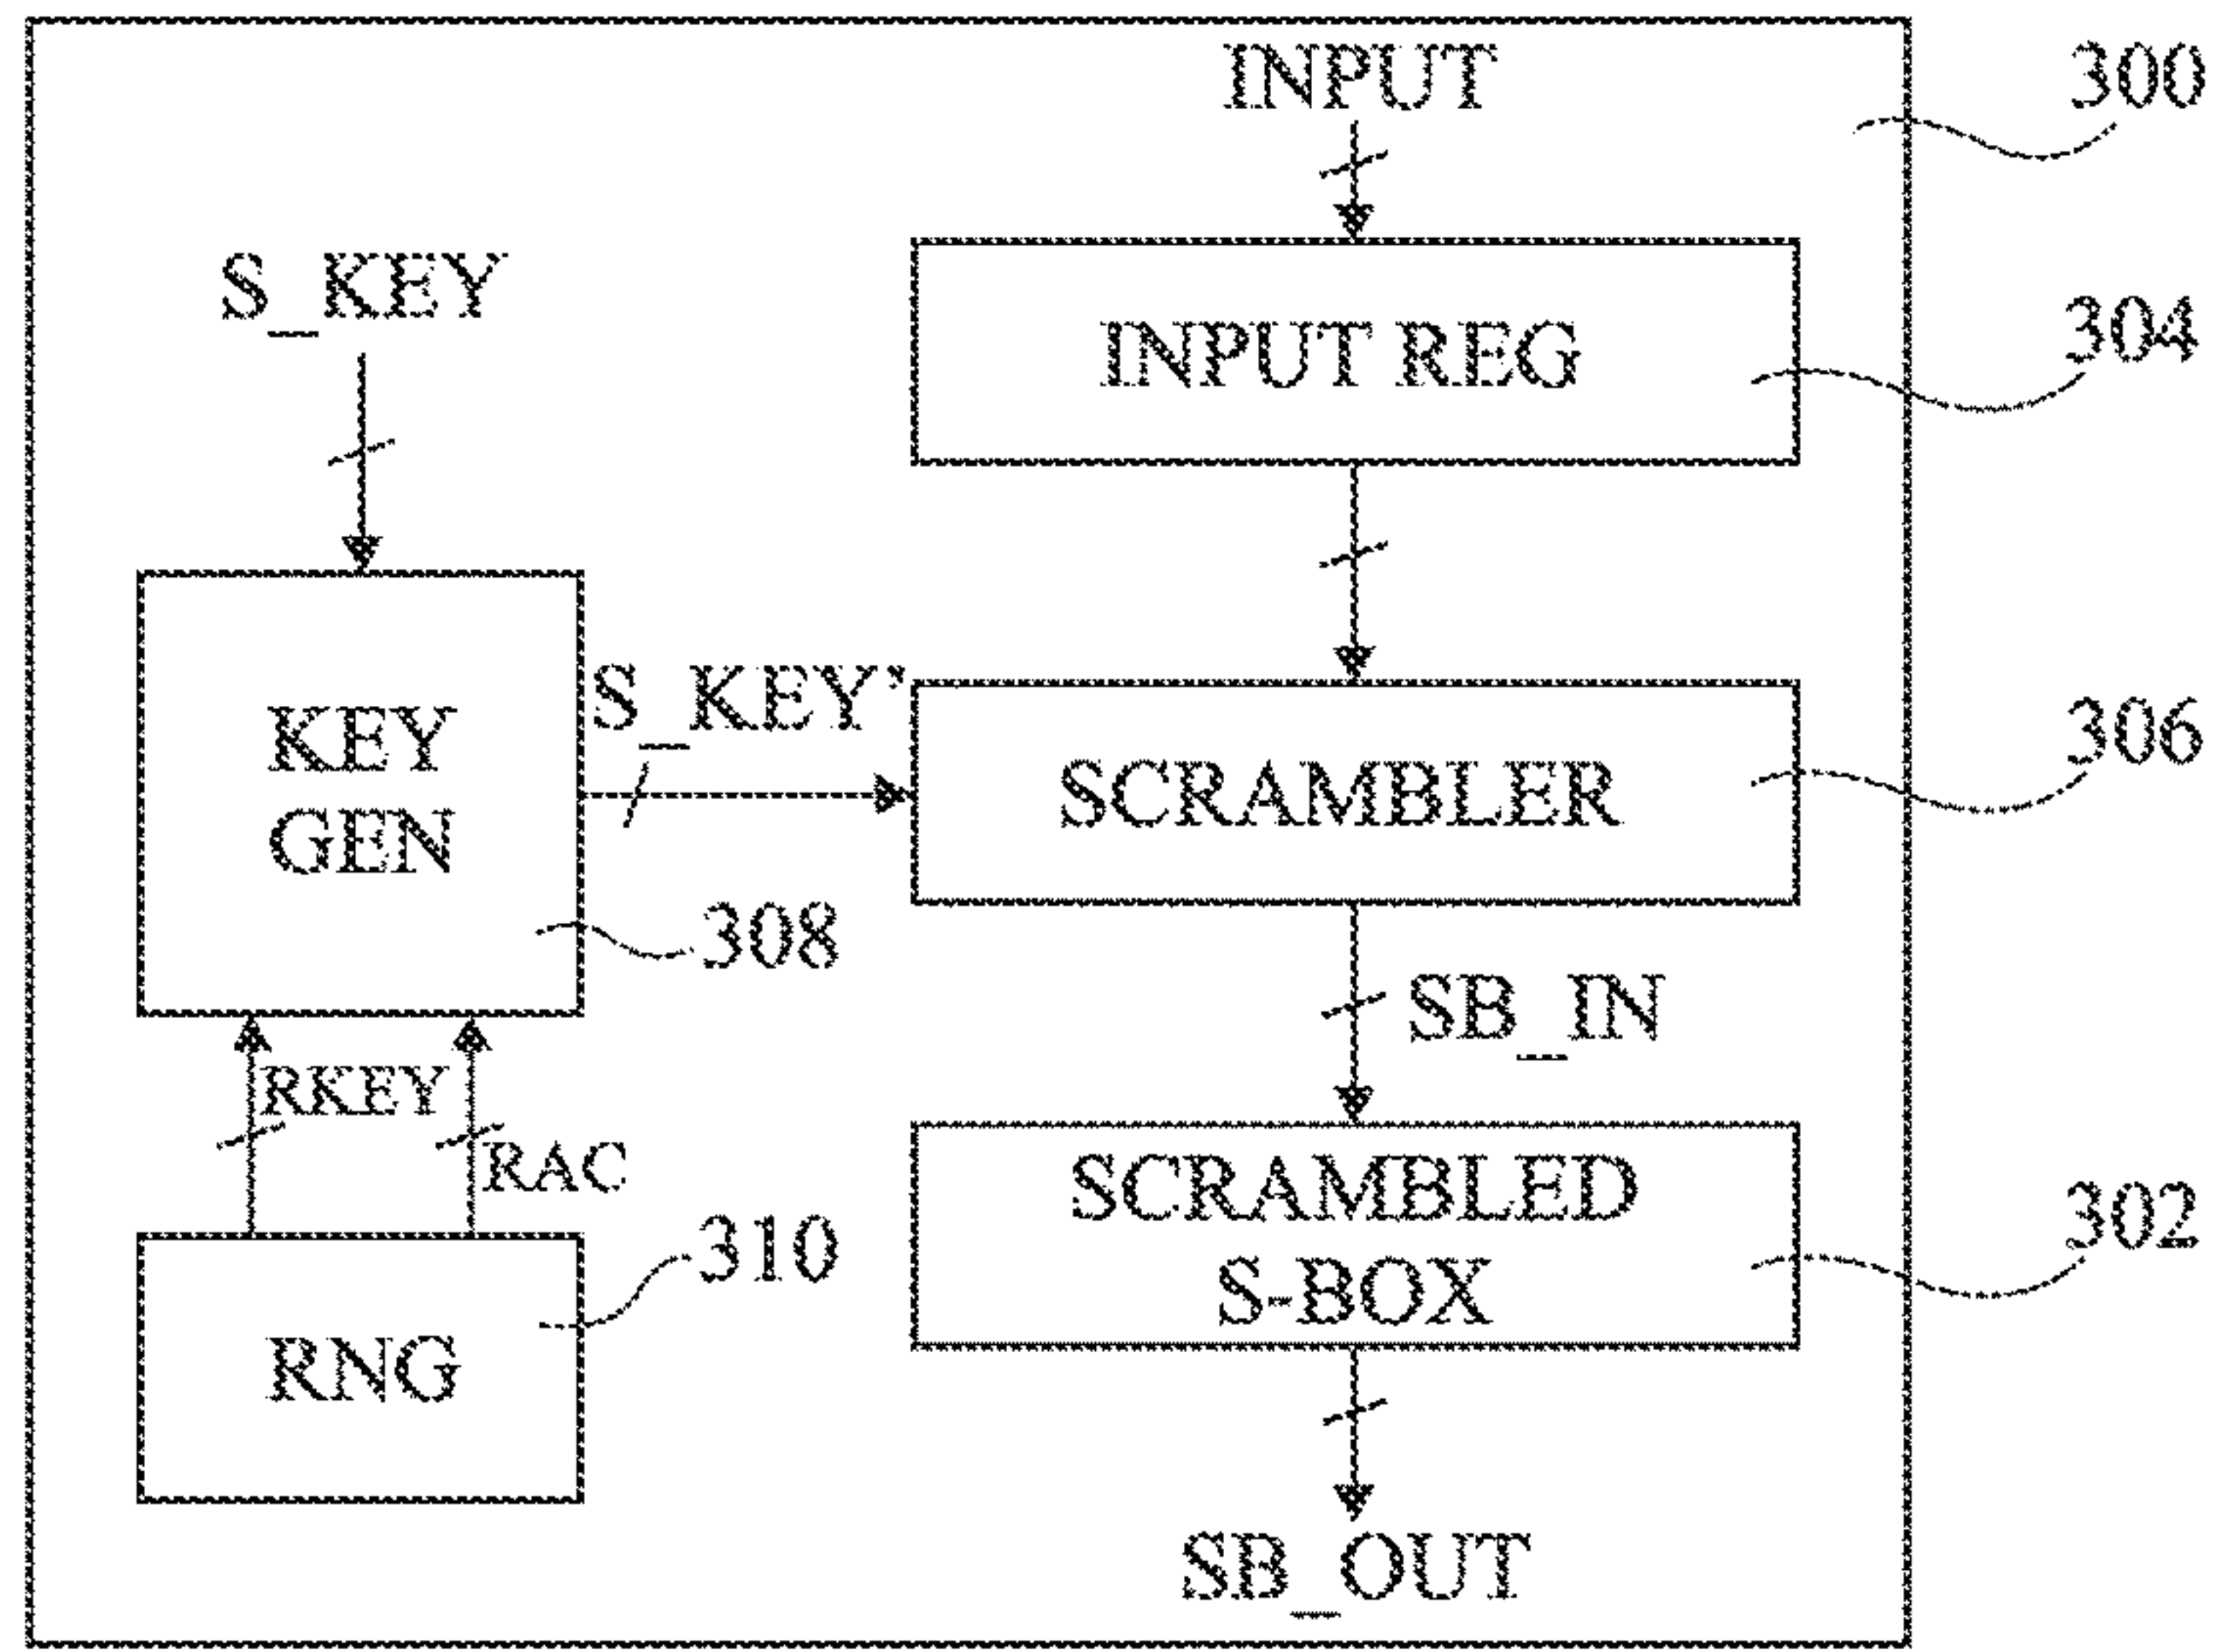 INPUT
300
S_KEY
INPUT REG
304
KEY
GEN
S_KEY'
SCRAMBLER
306
308
SB_IN
RKEY
RAC
SCRAMBLED
S-BOX
302
RNG
310
SB_OUT